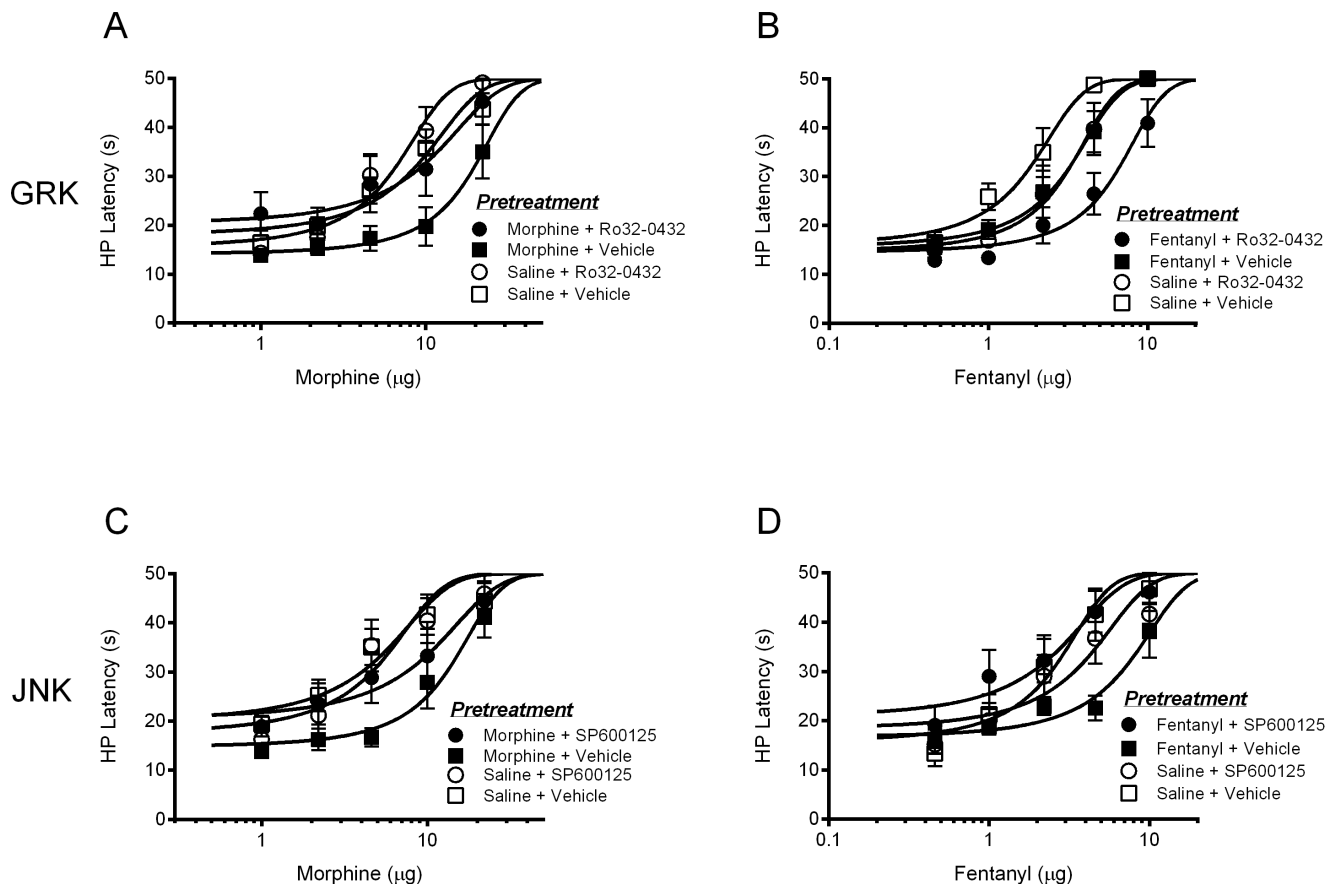 A
HP Latency (s)
50
40
30
20
10
0
1
10
Morphine (µg)
Pretreatment
Morphine + Ro32-0432
Morphine + Vehicle
Saline + Ro32-0432
Saline + Vehicle
GRK
B
HP Latency (s)
50
40
30
20
10
0
0.1
1
10
Fentanyl (µg)
Pretreatment
Fentanyl + Ro32-0432
Fentanyl + Vehicle
Saline + Ro32-0432
Saline + Vehicle
C
HP Latency (s)
50
40
30
20
10
0
1
10
Morphine (µg)
Pretreatment
Morphine + SP600125
Morphine + Vehicle
Saline + SP600125
Saline + Vehicle
JNK
D
HP Latency (s)
50
40
30
20
10
0
0.1
1
10
Fentanyl (µg)
Pretreatment
Fentanyl + SP600125
Fentanyl + Vehicle
Saline + SP600125
Saline + Vehicle